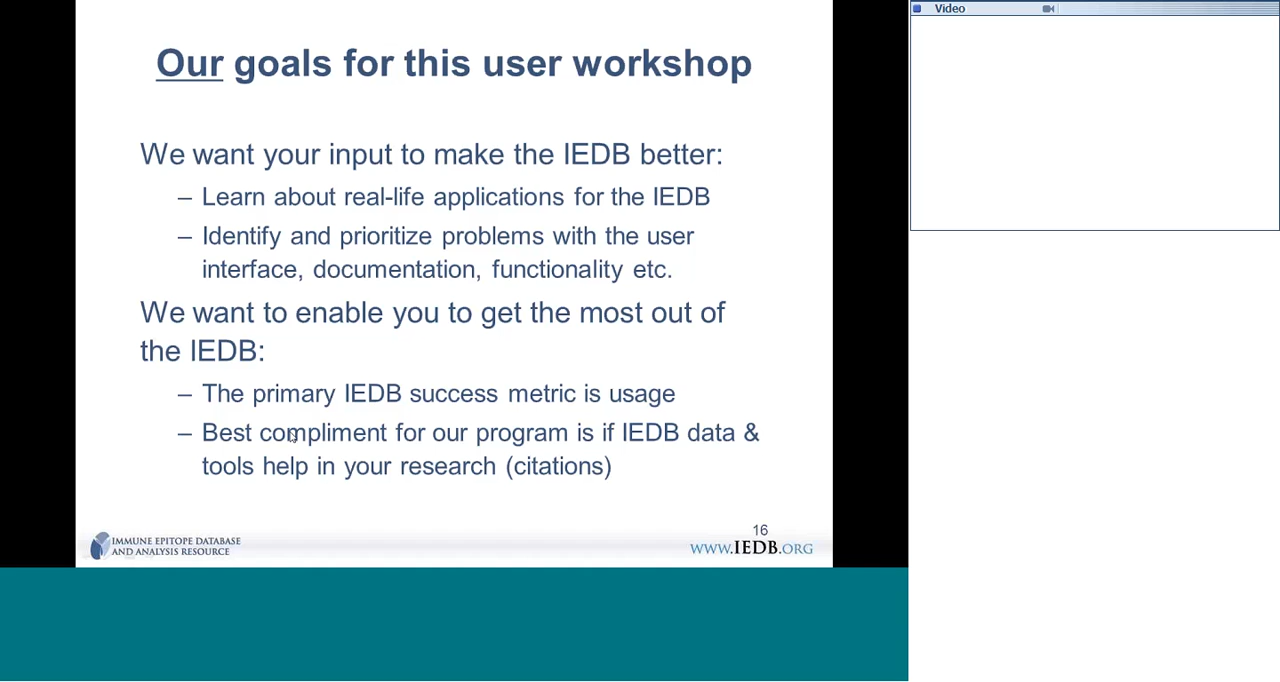 Video
Our goals for this user workshop
We want your input to make the IEDB better:
– Learn about real-life applications for the IEDB
– Identify and prioritize problems with the user
interface, documentation, functionality etc.
We want to enable you to get the most out of
the IEDB:
– The primary IEDB success metric is usage
– Best compliment for our program is if IEDB data &
tools help in your research (citations)
16
IMMUNE EPITOPE DATABASE
AND ANALYSIS RESOURCE
WWW.IEDB.ORG